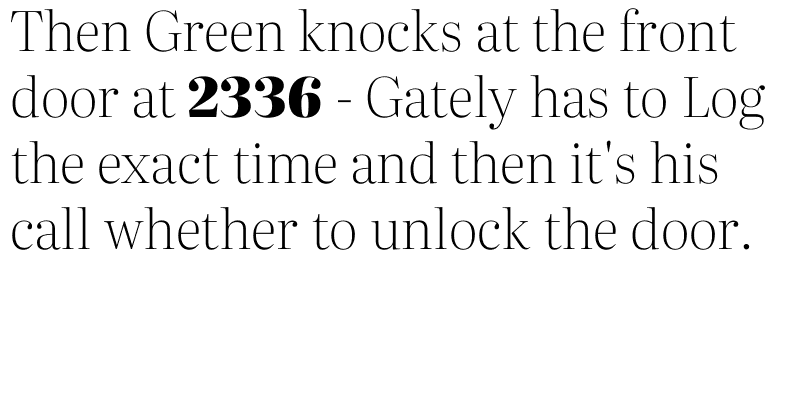 Then Green knocks at the front
door at 2336 - Gately has to Log
the exact time and then it's his
call whether to unlock the door.